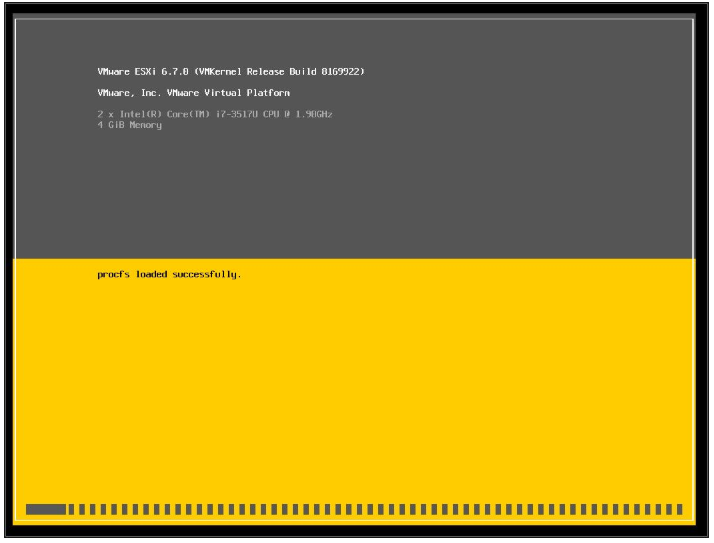 VMware ESXi 6.7.0 (VMKernel Release Build 8169922)
VMware, Inc. VMware Virtual Platform
2 x Intel(R) Core(TM) i7-3517U CPU @ 1.90GHz
4 GiB Memory
procfs loaded successfully.